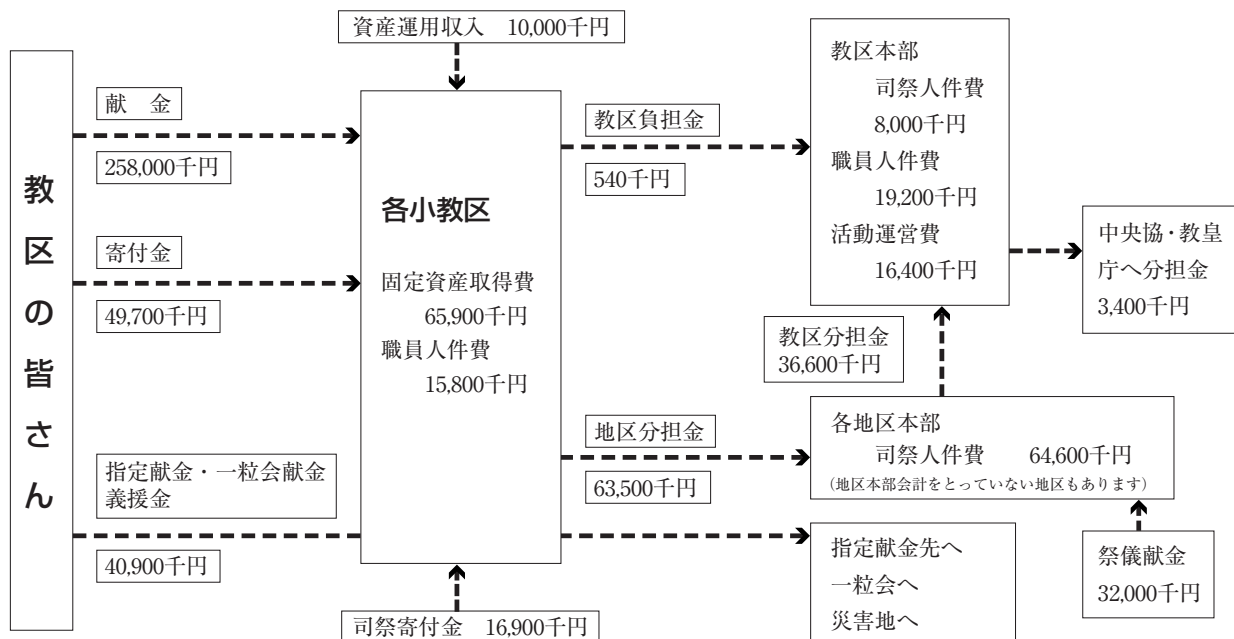 教区の皆さん
資産運用収入 10,000千円
献 金
258,000千円
寄付金
49,700千円
指定献金・一粒会献金
義援金
40,900千円
各小教区
固定資産取得費
65,900千円
職員人件費
15,800千円
司祭寄付金 16,900千円
教区負担金
540千円
地区分担金
63,500千円
教区本部
司祭人件費
8,000千円
職員人件費
19,200千円
活動運営費
16,400千円
中央協・教皇
庁へ分担金
3,400千円
教区分担金
36,600千円
各地区本部
司祭人件費 64,600千円
(地区本部会計をとっていない地区もあります)
指定献金先へ
一粒会へ
災害地へ
祭儀献金
32,000千円